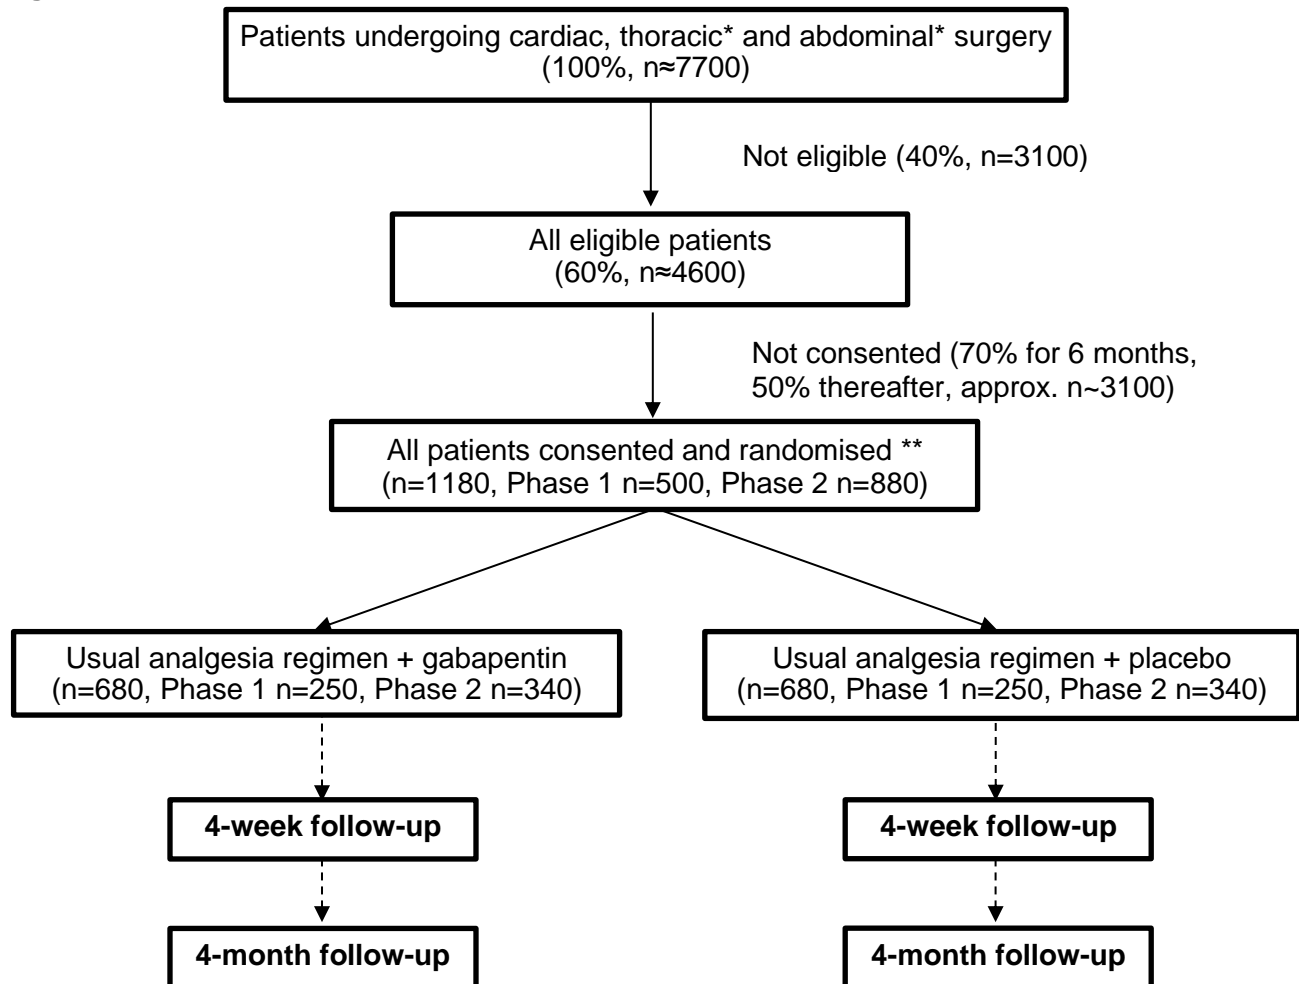 Patients undergoing cardiac, thoracic* and abdominal* surgery
(100%, n≈7700)
Not eligible (40%, n=3100)
All eligible patients
(60%, n≈4600)
Not consented (70% for 6 months,
50% thereafter, approx. n~3100)
All patients consented and randomised **
(n=1180, Phase 1 n=500, Phase 2 n=880)
Usual analgesia regimen + gabapentin
(n=680, Phase 1 n=250, Phase 2 n=340)
Usual analgesia regimen + placebo
(n=680, Phase 1 n=250, Phase 2 n=340)
4-week follow-up
4-week follow-up
4-month follow-up
4-month follow-up